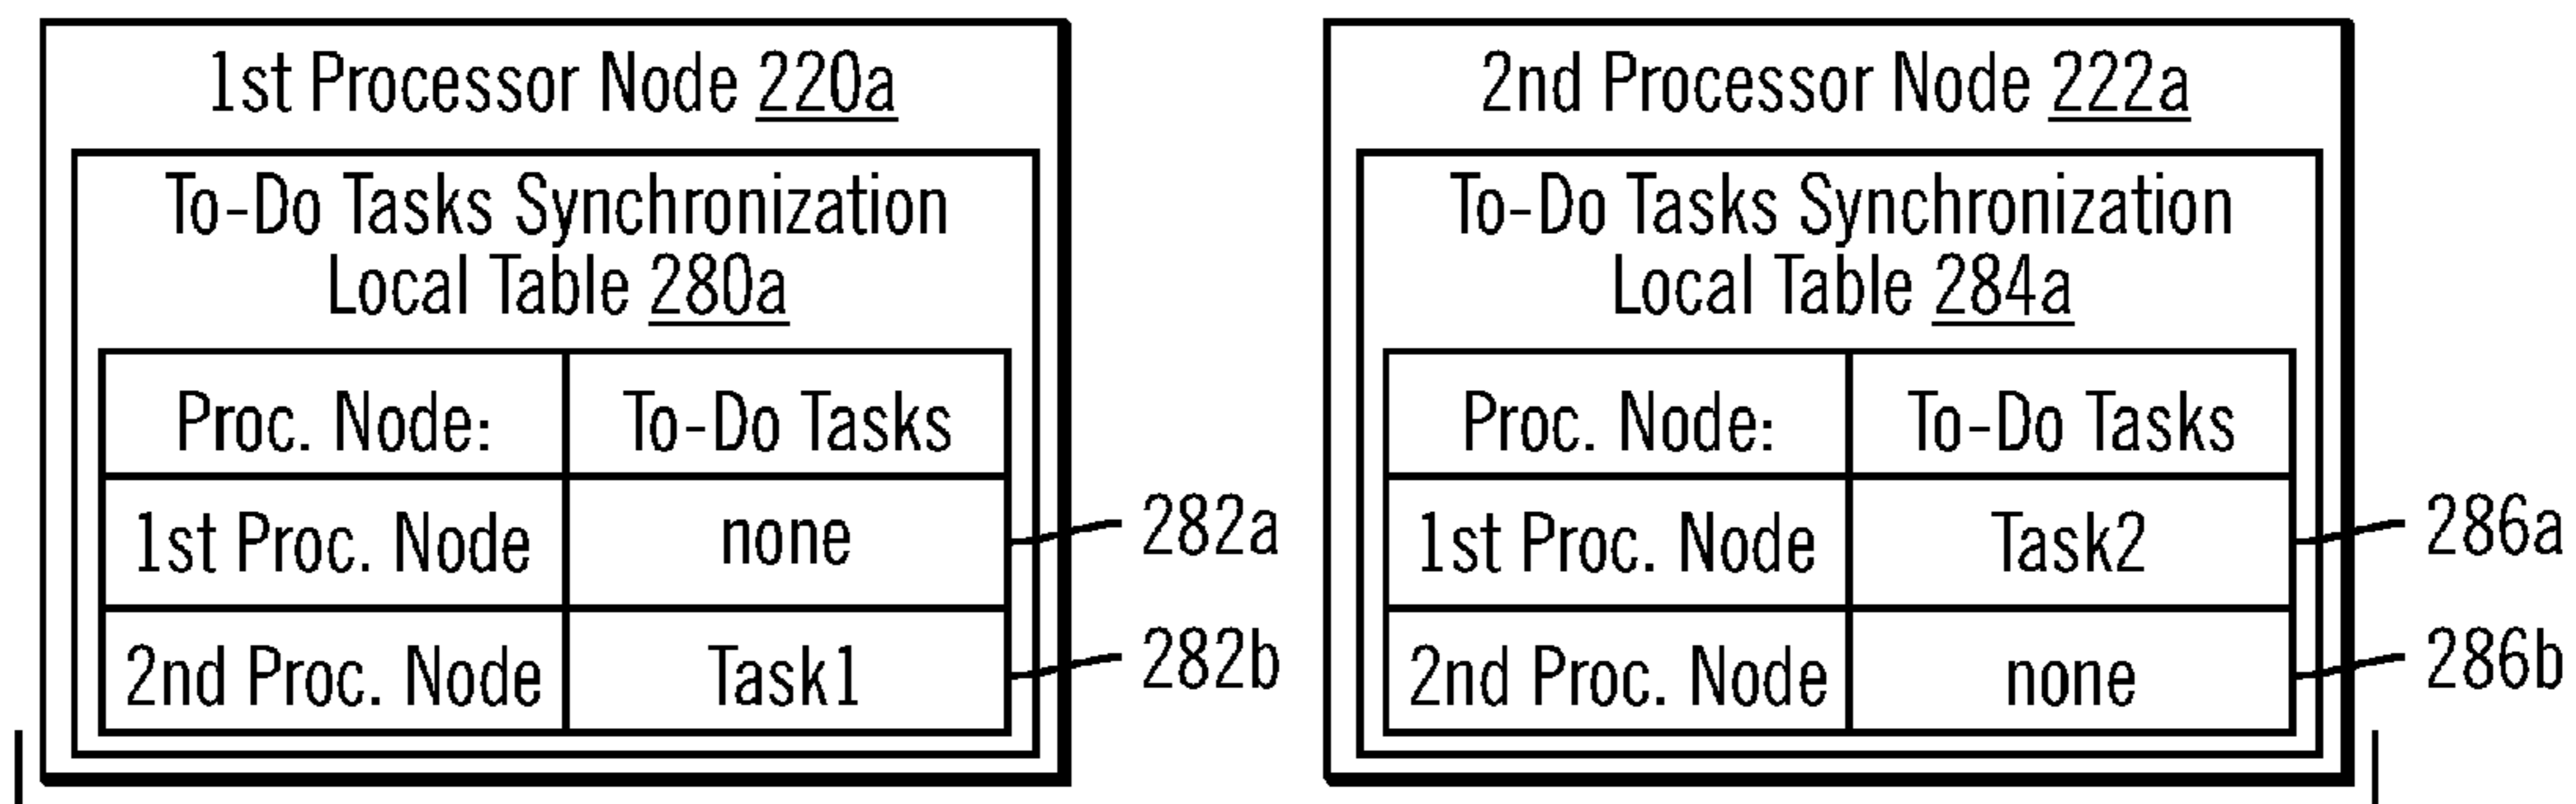 1st Processor Node 220a
To-Do Tasks Synchronization
Local Table 280a
Proc. Node: To-Do Tasks
1st Proc. Node none
2nd Proc. Node Task1
282a
282b
2nd Processor Node 222a
To-Do Tasks Synchronization
Local Table 284a
Proc. Node: To-Do Tasks
1st Proc. Node Task2
2nd Proc. Node none
286a
286b